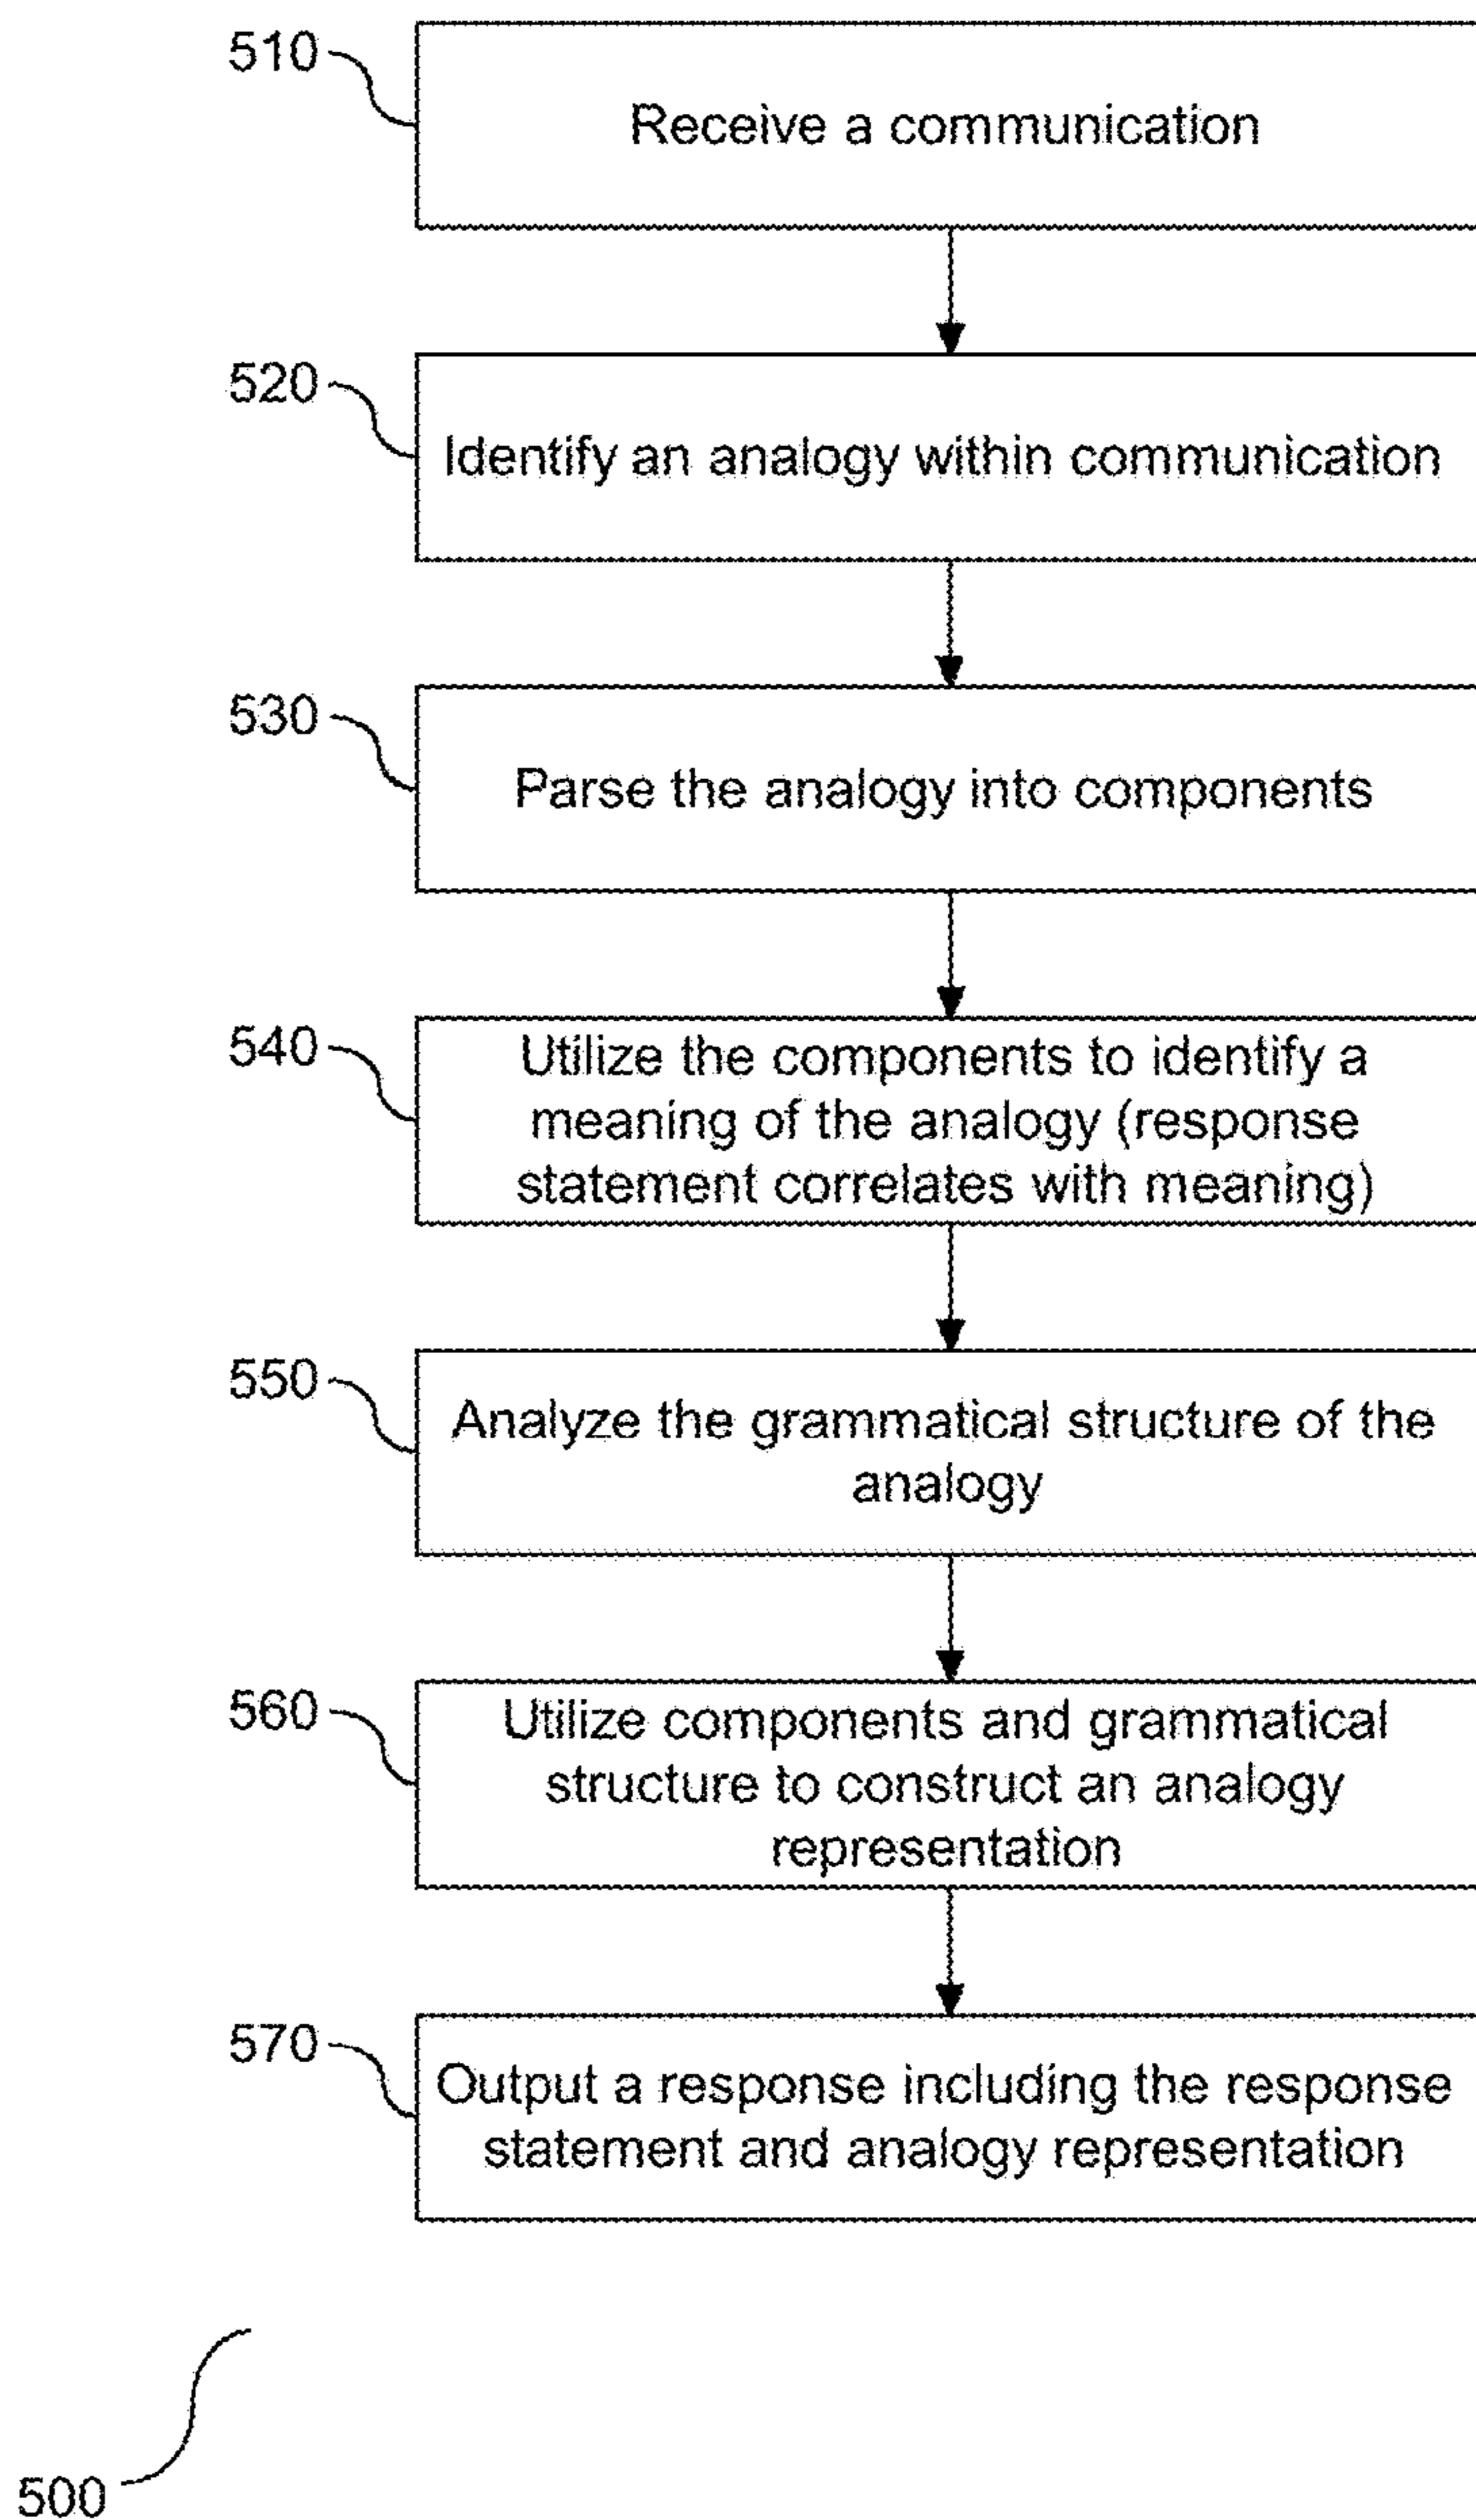 510
Receive a communication
520
Identify an analogy within communication
530
Parse the analogy into components
540
Utilize the components to identify a
meaning of the analogy (response
statement correlates with meaning)
550
Analyze the grammatical structure of the
analogy
560
Utilize components and grammatical
structure to construct an analogy
representation
570
Output a response including the response
statement and analogy representation
500